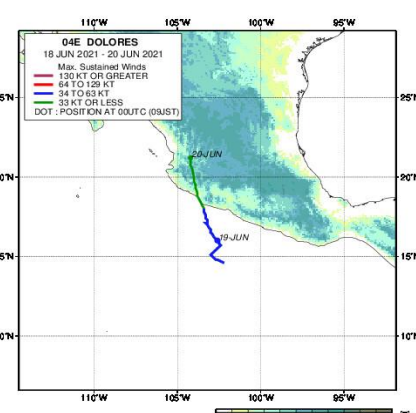 110°W 105°W 100°W 95°W
04E DOLORES
18 JUN 2021 - 20 JUN 2021
Max. Sustained Winds
130 KT OR GREATER
64 TO 129 KT
34 TO 63 KT
33 KT OR LESS
DOT : POSITION AT 00UTC (09JST)
25°N
20-JUN
20°N
19-JUN
15°N
10°N
110°W 105°W 100°W 95°W